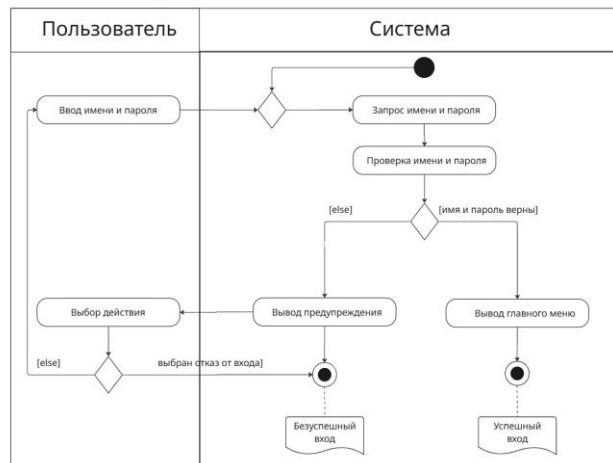 Пользователь
Система
Ввод имени и пароля
Запрос имени и пароля
Проверка имени и пароля
[else]
[имя и пароль верны]
Выбор действия
Вывод предупреждения
Вывод главного меню
[else]
выбран отказ от входа]
Безуспешный
вход
Успешный
вход